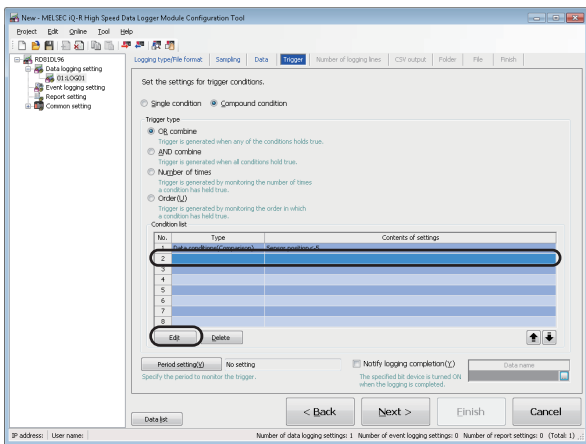 New - MELSEC iQ-R High Speed Data Logger Module Configuration Tool
Project Edit Online Tool Help
RD81DL96
Data logging setting
01:LOG01
Event logging setting
Report setting
Common setting
Logging type/File format Sampling Data Trigger Number of logging lines CSV output Folder File Finish
Set the settings for trigger conditions.
Single condition Compound condition
Trigger type
OR combine
Trigger is generated when any of the conditions holds true.
AND combine
Trigger is generated when all conditions hold true.
Number of times
Trigger is generated by monitoring the number of times
a condition has held true.
Order(U)
Trigger is generated by monitoring the order in which
a condition has held true.
Condition list
No. Type Contents of settings
1 Data conditions(Comparison) Sensor position<-5
2
3
4
5
6
7
8
Edit Delete
Period setting(V) No setting
Specify the period to monitor the trigger.
Notify logging completion(Y) Data name
The specified bit device is turned ON
when the logging is completed.
Data list < Back Next > Finish Cancel
IP address: User name: Number of data logging settings: 1 Number of event logging settings: 0 Number of report settings: 0 (Total: 1)